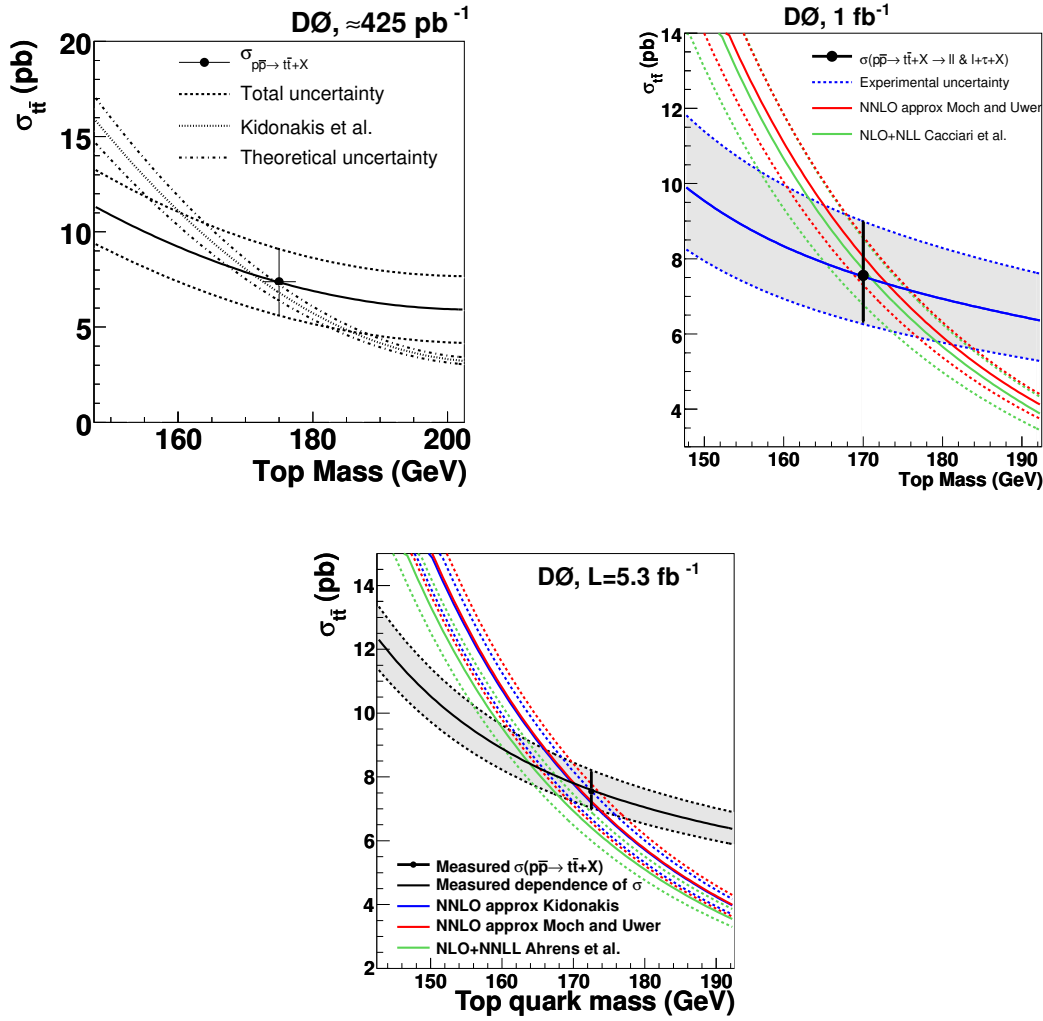 DØ, ≈425 pb⁻¹
σ_tt̄ (pb)
20
15
10
5
0
σ_pp̄→ tt̄+X
Total uncertainty
Kidonakis et al.
Theoretical uncertainty
160 180 200
Top Mass (GeV)
DØ, 1 fb⁻¹
σ_tt̄ (pb)
14
12
10
8
6
4
σ(pp̄→ tt̄+X → ll & l+τ+X)
Experimental uncertainty
NNLO approx Moch and Uwer
NLO+NLL Cacciari et al.
150 160 170 180 190
Top Mass (GeV)
DØ, L=5.3 fb⁻¹
σ_tt̄ (pb)
14
12
10
8
6
4
2
Measured σ(pp̄→ tt̄+X)
Measured dependence of σ
NNLO approx Kidonakis
NNLO approx Moch and Uwer
NLO+NNLL Ahrens et al.
150 160 170 180 190
Top quark mass (GeV)